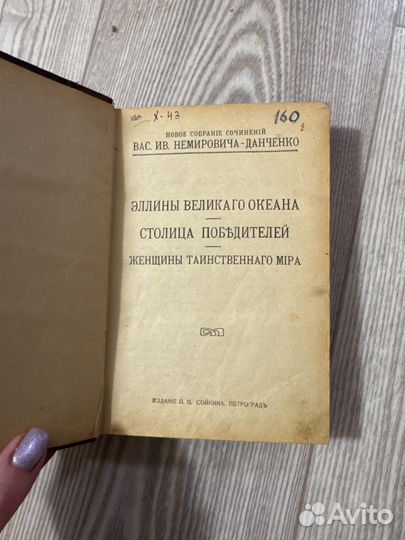 X-43
160
НОВОЕ СОБРАНІЕ СОЧИНЕНІЙ
ВАС. ИВ. НЕМИРОВИЧА-ДАНЧЕНКО
ЭЛЛИНЫ ВЕЛИКАГО ОКЕАНА
СТОЛИЦА ПОБѢДИТЕЛЕЙ
ЖЕНЩИНЫ ТАИНСТВЕННАГО МІРА
ИЗДАНІЕ П. П. СОЙКИНА, ПЕТРОГРАДЪ
Avito